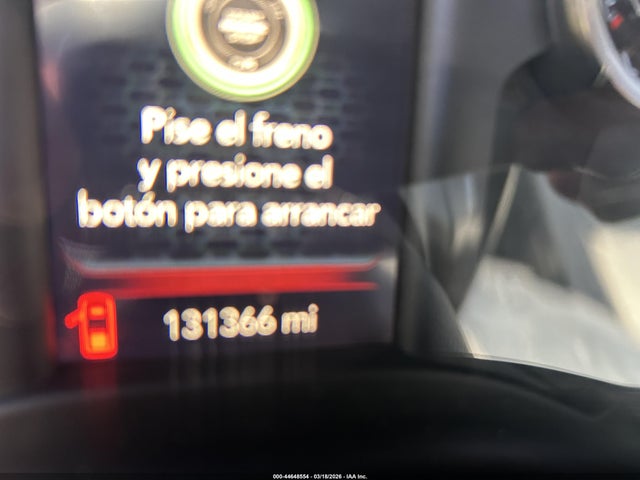 Pise el freno
y presione el
botón para arrancar
131366 mi
000-44648554 - 03/18/2026 - IAA Inc.